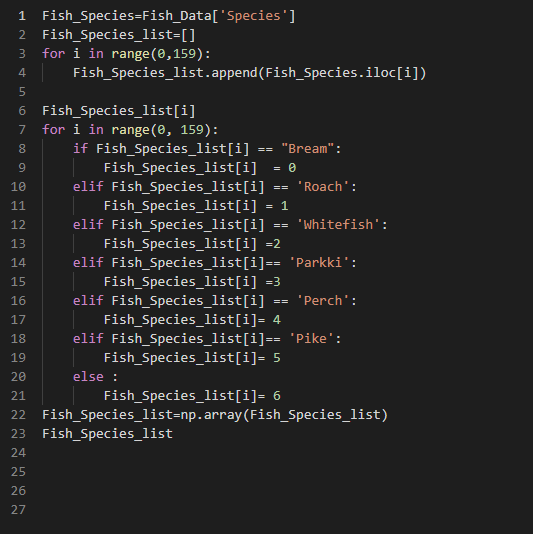 1 Fish_Species=Fish_Data['Species']
2 Fish_Species_list=[]
3 for i in range(0,159):
4     Fish_Species_list.append(Fish_Species.iloc[i])
5
6 Fish_Species_list[i]
7 for i in range(0, 159):
8     if Fish_Species_list[i] == "Bream":
9         Fish_Species_list[i]  = 0
10     elif Fish_Species_list[i] == 'Roach':
11         Fish_Species_list[i] = 1
12     elif Fish_Species_list[i] == 'Whitefish':
13         Fish_Species_list[i] =2
14     elif Fish_Species_list[i]== 'Parkki':
15         Fish_Species_list[i] =3
16     elif Fish_Species_list[i] == 'Perch':
17         Fish_Species_list[i]= 4
18     elif Fish_Species_list[i]== 'Pike':
19         Fish_Species_list[i]= 5
20     else :
21         Fish_Species_list[i]= 6
22 Fish_Species_list=np.array(Fish_Species_list)
23 Fish_Species_list
24
25
26
27